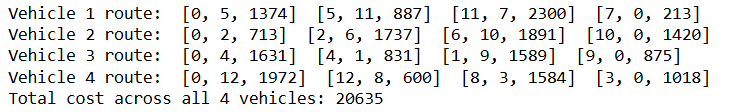 Vehicle 1 route:  [0, 5, 1374]  [5, 11, 887]  [11, 7, 2300]  [7, 0, 213]
Vehicle 2 route:  [0, 2, 713]  [2, 6, 1737]  [6, 10, 1891]  [10, 0, 1420]
Vehicle 3 route:  [0, 4, 1631]  [4, 1, 831]  [1, 9, 1589]  [9, 0, 875]
Vehicle 4 route:  [0, 12, 1972]  [12, 8, 600]  [8, 3, 1584]  [3, 0, 1018]
Total cost across all 4 vehicles: 20635